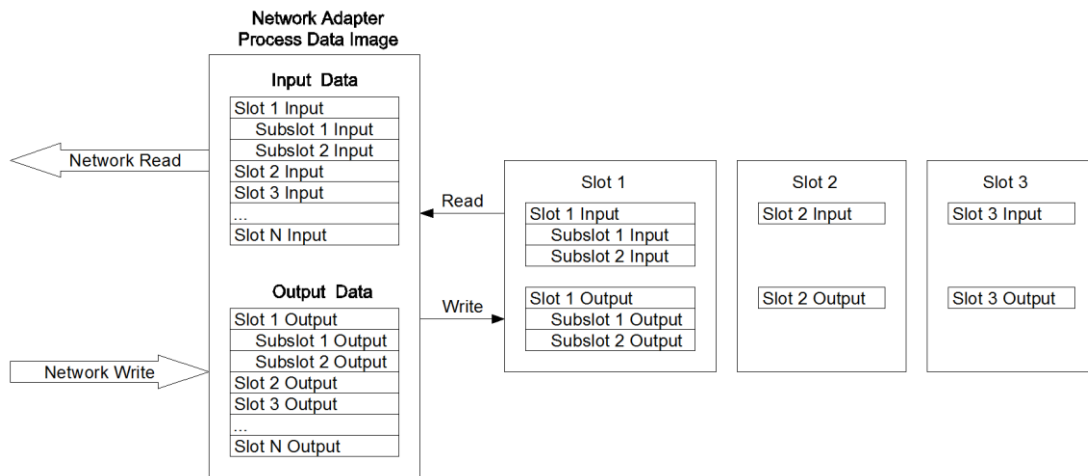 Network Adapter
Process Data Image
Input Data
Slot 1 Input
Subslot 1 Input
Subslot 2 Input
Slot 2 Input
Slot 3 Input
...
Slot N Input
Network Read
Output Data
Slot 1 Output
Subslot 1 Output
Subslot 2 Output
Slot 2 Output
Slot 3 Output
...
Slot N Output
Network Write
Read
Write
Slot 1
Slot 1 Input
Subslot 1 Input
Subslot 2 Input
Slot 1 Output
Subslot 1 Output
Subslot 2 Output
Slot 2
Slot 2 Input
Slot 2 Output
Slot 3
Slot 3 Input
Slot 3 Output